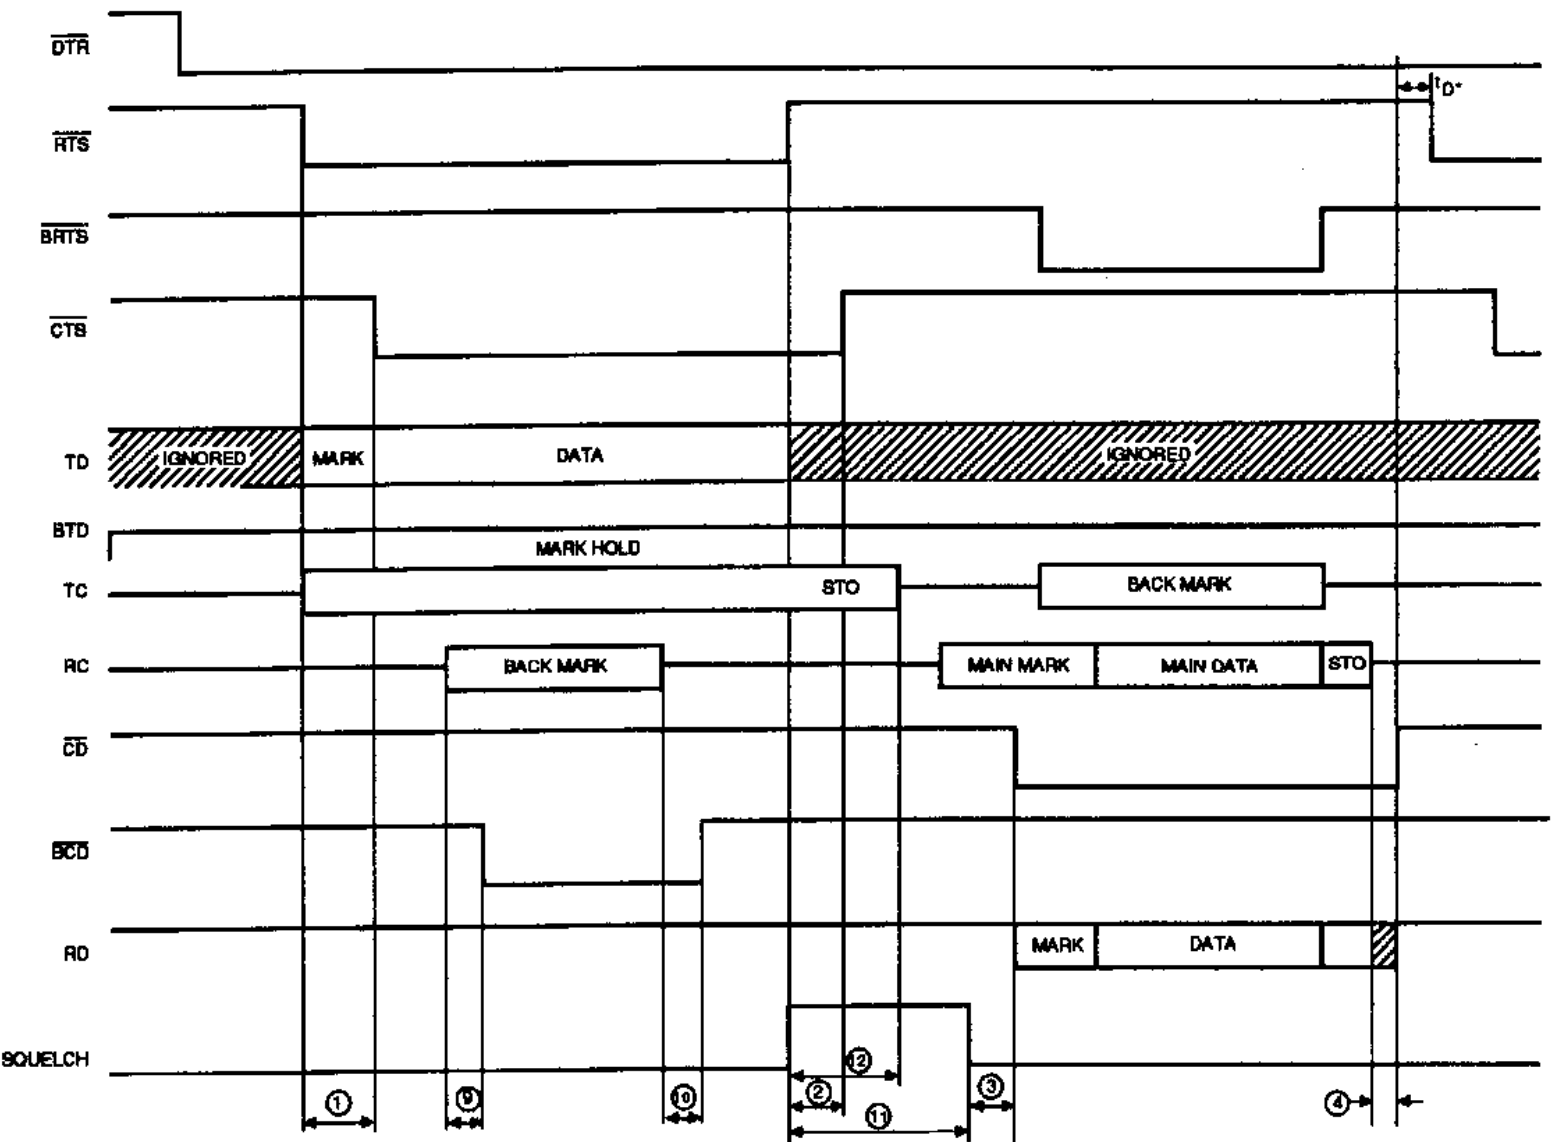 DTR
tD*
RTS
BRTS
CTS
TD IGNORED MARK DATA IGNORED
BTD
MARK HOLD
TC STO BACK MARK
RC BACK MARK MAIN MARK MAIN DATA STO
CD
BCD
RD MARK DATA
SQUELCH
12
1 9 10 2 3 4
11